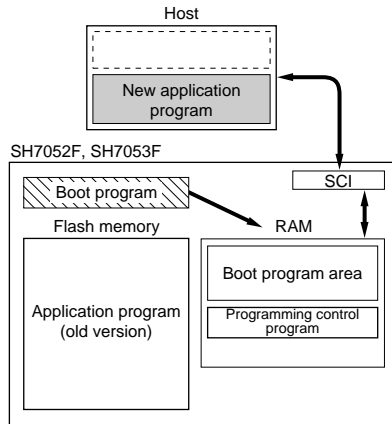 Host
New application
program
SH7052F, SH7053F
SCI
Boot program
Flash memory
RAM
Application program
(old version)
Boot program area
Programming control
program